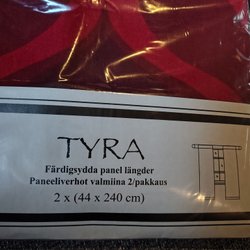 TYRA
Färdigsydda panel längder
Paneeliverhot valmiina 2/pakkaus
2 x (44 x 240 cm)